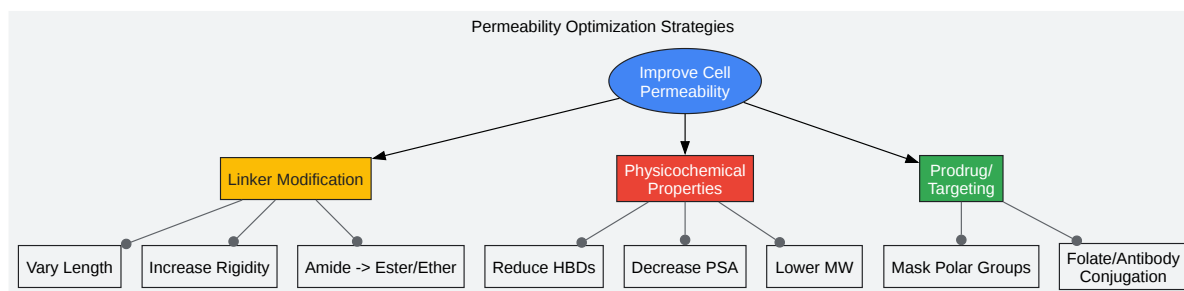 Permeability Optimization Strategies
Improve Cell
Permeability
Linker Modification
Physicochemical
Properties
Prodrug/
Targeting
Vary Length
Increase Rigidity
Amide -> Ester/Ether
Reduce HBDs
Decrease PSA
Lower MW
Mask Polar Groups
Folate/Antibody
Conjugation